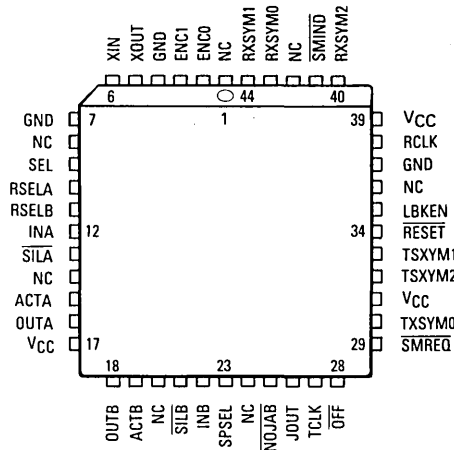 XIN XOUT GND ENC1 ENC0 NC RXSYM1 RXSYM0 NC SMIND RXSYM2
6 44 40
GND 7 1 39 VCC
NC RCLK
SEL GND
RSELA NC
RSELB LBKEN
INA 12 34 RESET
SILA TSXYM1
NC TSXYM2
ACTA VCC
OUTA TXSYM0
VCC 17 29 SMREQ
18 23 28
OUTB ACTB NC SILB INB SPSEL NC NOJAB JOUT TCLK OFF